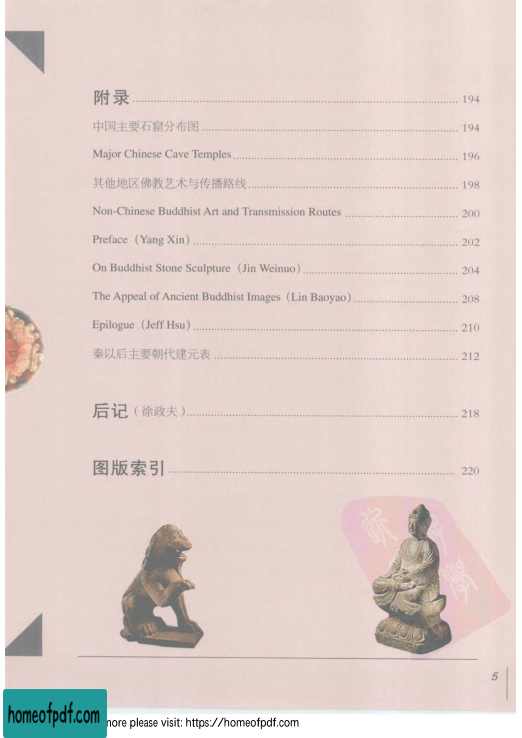 附录 194
中国主要石窟分布图 194
Major Chinese Cave Temples 196
其他地区佛教艺术与传播路线 198
Non-Chinese Buddhist Art and Transmission Routes 200
Preface (Yang Xin) 202
On Buddhist Stone Sculpture (Jin Weinuo) 204
The Appeal of Ancient Buddhist Images (Lin Baoyao) 208
Epilogue (Jeff Hsu) 210
秦以后主要朝代建元表 212
后记 (徐政夫) 218
图版索引 220
5
homeofpdf.com more please visit: https://homeofpdf.com